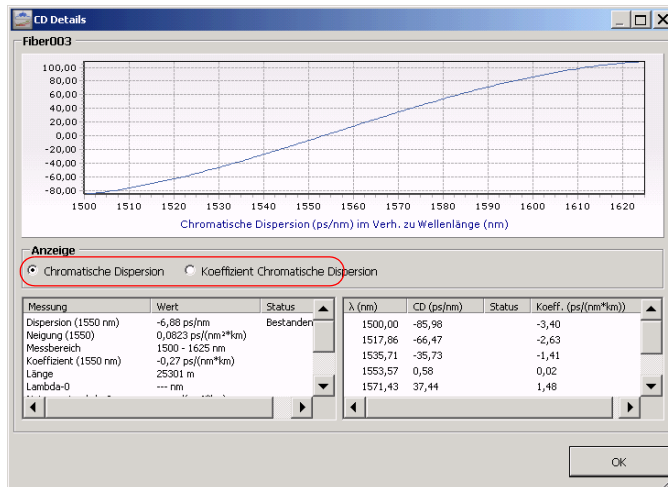 CD Details
Fiber003
100,00
80,00
60,00
40,00
20,00
0,00
-20,00
-40,00
-60,00
-80,00
1500 1510 1520 1530 1540 1550 1560 1570 1580 1590 1600 1610 1620
Chromatische Dispersion (ps/nm) im Verh. zu Wellenlänge (nm)
Anzeige
Chromatische Dispersion Koeffizient Chromatische Dispersion
Messung Wert Status
Dispersion (1550 nm) -6,88 ps/nm Bestanden
Neigung (1550) 0,0823 ps/(nm²*km)
Messbereich 1500 - 1625 nm
Koeffizient (1550 nm) -0,27 ps/(nm*km)
Länge 25301 m
Lambda-0 --- nm
λ (nm) CD (ps/nm) Status Koeff. (ps/(nm*km))
1500,00 -85,98 -3,40
1517,86 -66,47 -2,63
1535,71 -35,73 -1,41
1553,57 0,58 0,02
1571,43 37,44 1,48
OK